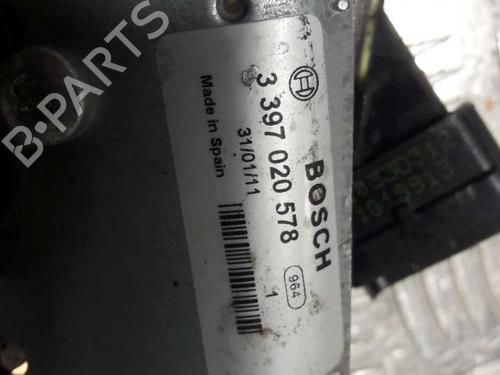 B-PARTS
BOSCH
3 397 020 578
31/01/11
Made in Spain
964
1